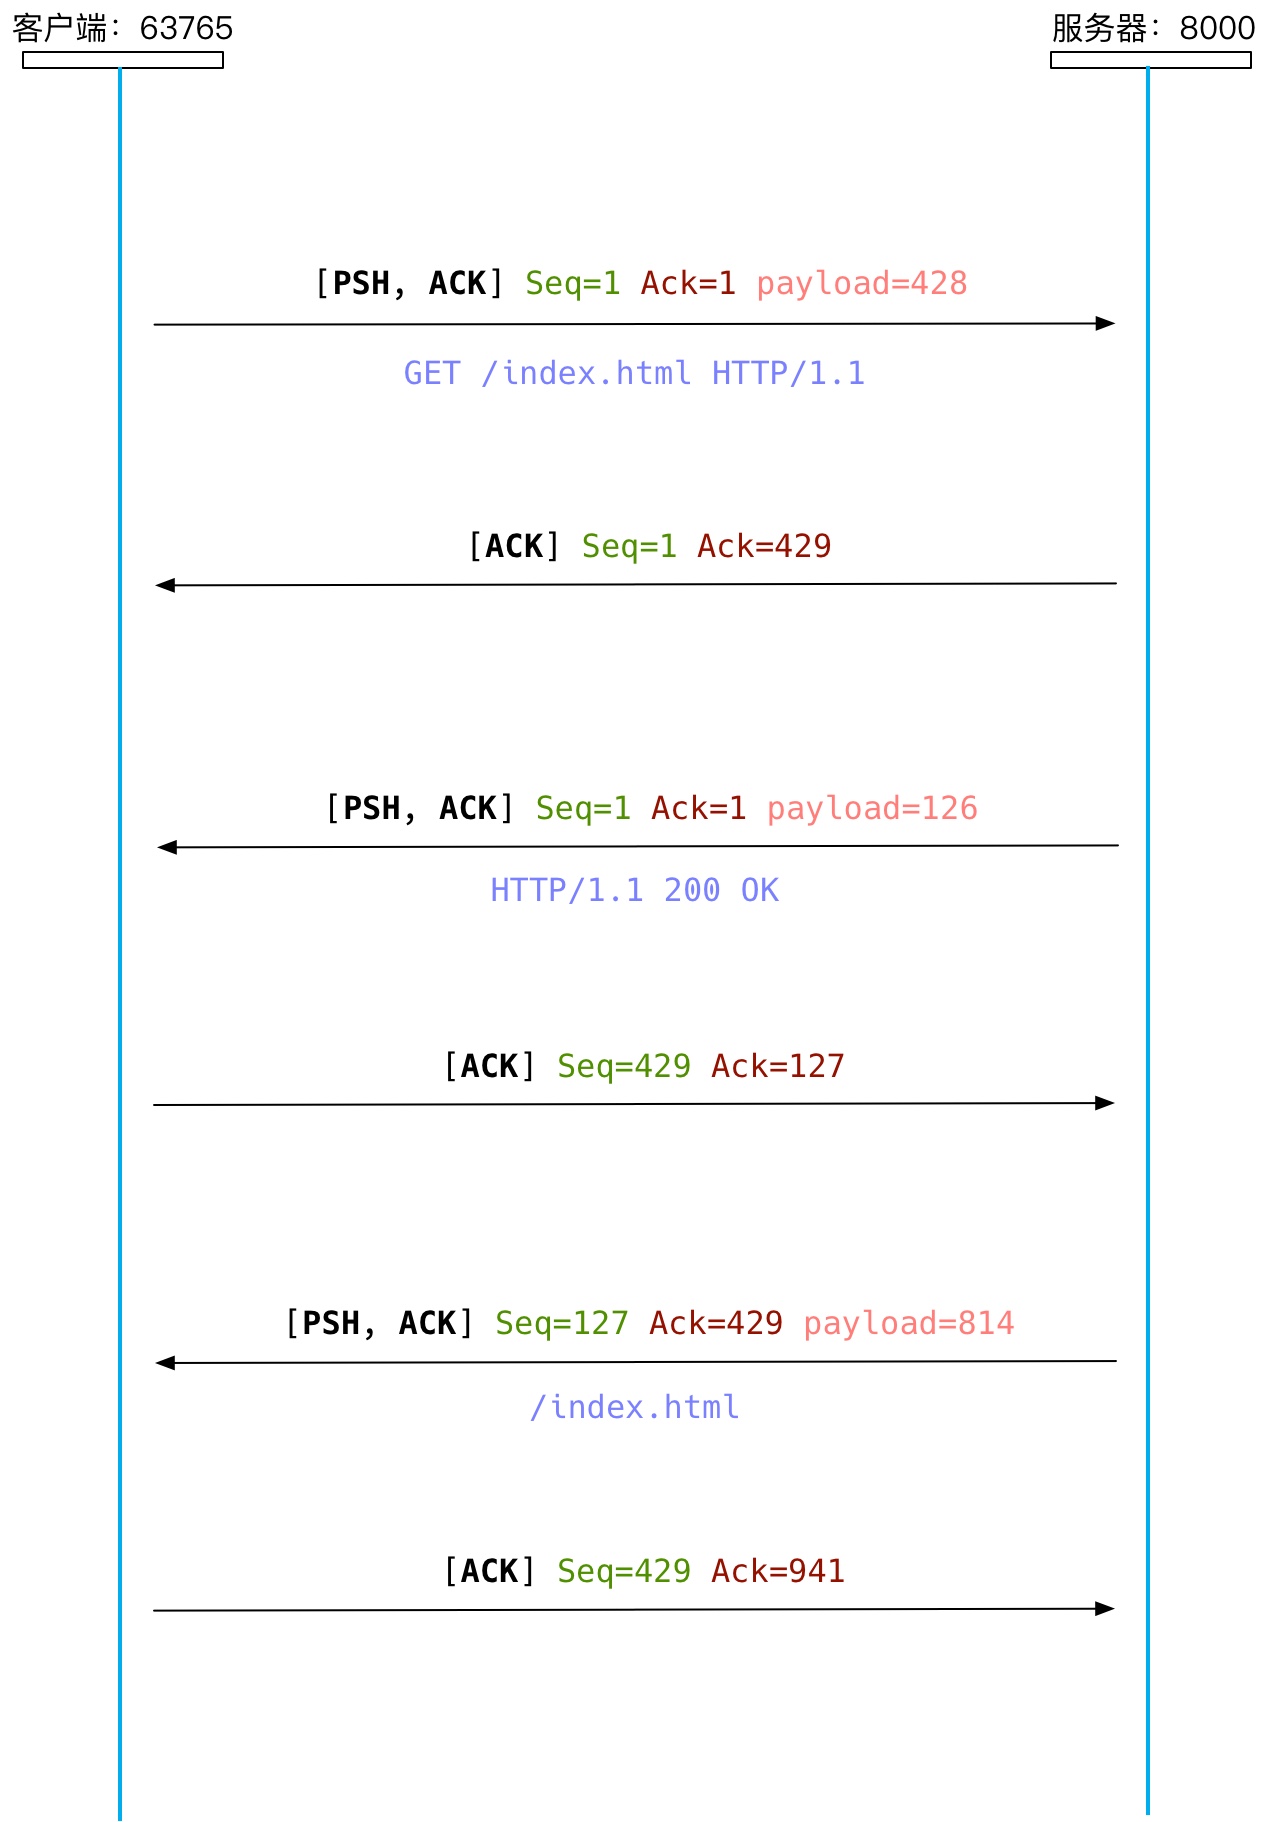 客户端：63765
服务器：8000
[PSH, ACK] Seq=1 Ack=1 payload=428
GET /index.html HTTP/1.1
[ACK] Seq=1 Ack=429
[PSH, ACK] Seq=1 Ack=1 payload=126
HTTP/1.1 200 OK
[ACK] Seq=429 Ack=127
[PSH, ACK] Seq=127 Ack=429 payload=814
/index.html
[ACK] Seq=429 Ack=941